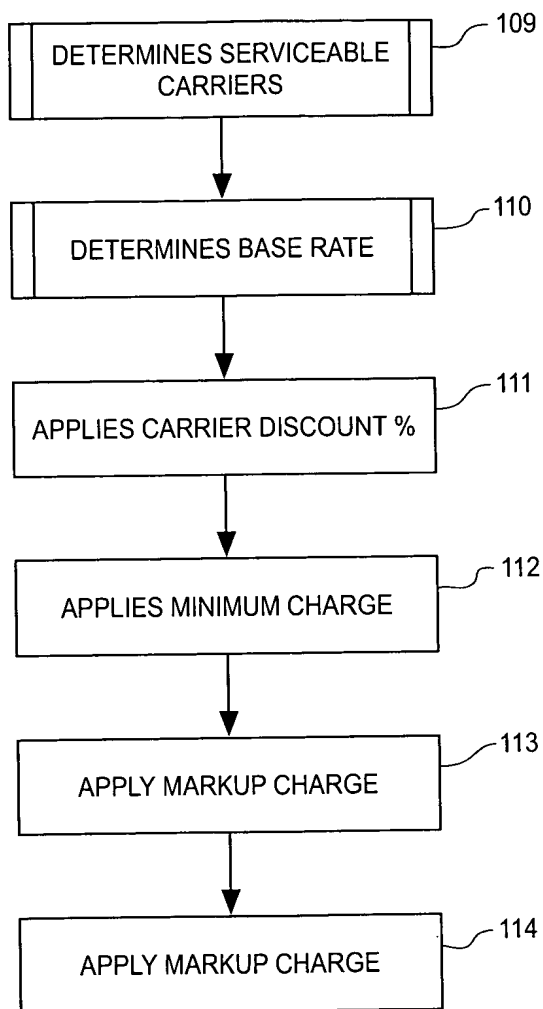 109
DETERMINES SERVICEABLE
CARRIERS
110
DETERMINES BASE RATE
111
APPLIES CARRIER DISCOUNT %
112
APPLIES MINIMUM CHARGE
113
APPLY MARKUP CHARGE
114
APPLY MARKUP CHARGE